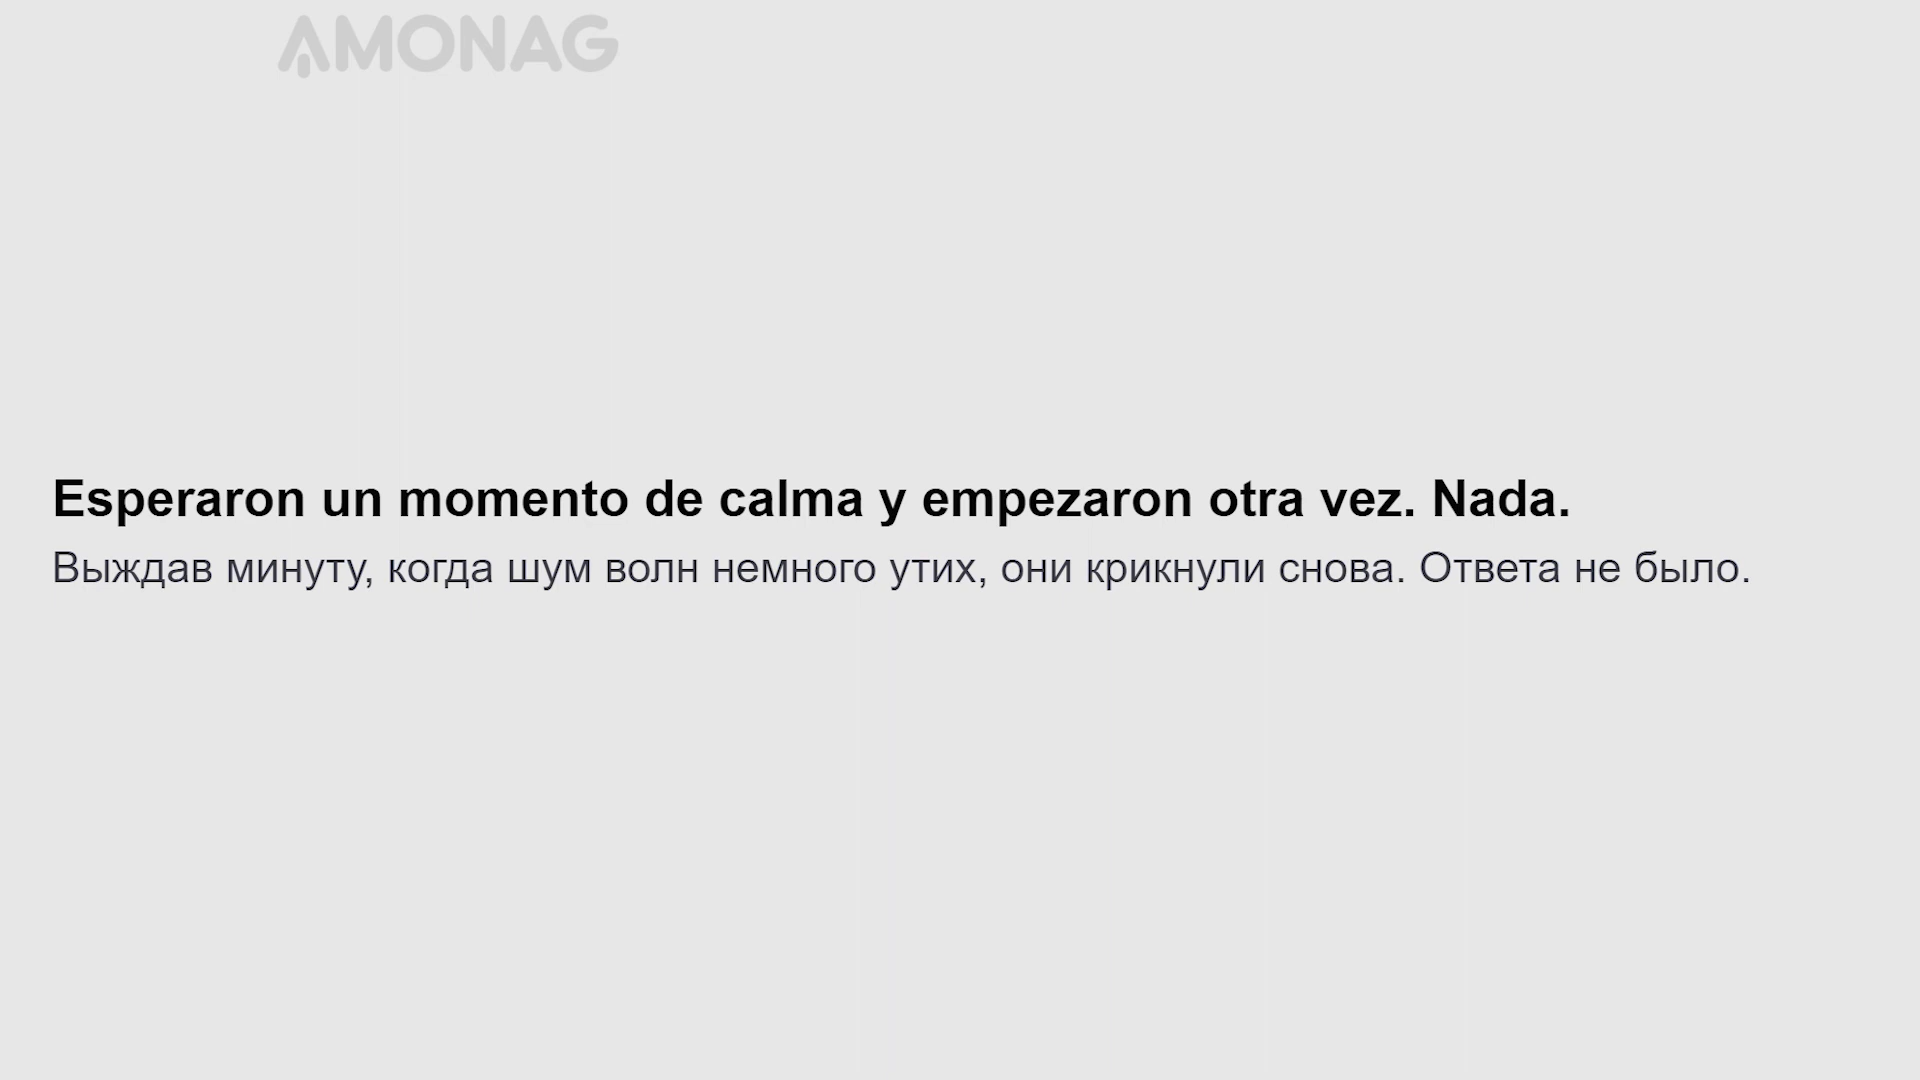 AMONAG
Esperaron un momento de calma y empezaron otra vez. Nada.
Выждав минуту, когда шум волн немного утих, они крикнули снова. Ответа не было.